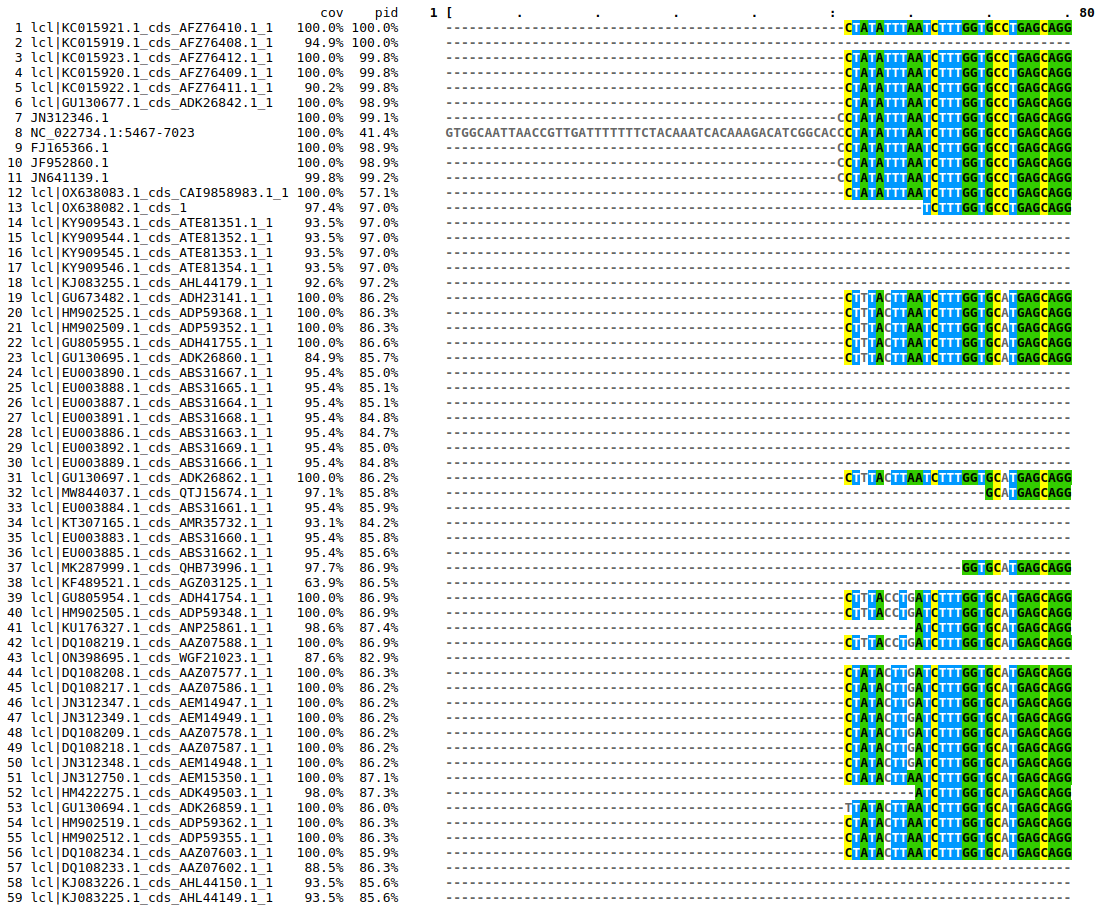 cov pid 1 [ . . . . : . . . 80
1 lcl|KC015921.1_cds_AFZ76410.1_1 100.0% 100.0% ---------------------------------------------------CTATATTTAATCTTTGGTGCCTGAGCAGG
2 lcl|KC015919.1_cds_AFZ76408.1_1 94.9% 100.0% --------------------------------------------------------------------------------
3 lcl|KC015923.1_cds_AFZ76412.1_1 100.0% 99.8% ---------------------------------------------------CTATATTTAATCTTTGGTGCCTGAGCAGG
4 lcl|KC015920.1_cds_AFZ76409.1_1 100.0% 99.8% ---------------------------------------------------CTATATTTAATCTTTGGTGCCTGAGCAGG
5 lcl|KC015922.1_cds_AFZ76411.1_1 90.2% 99.8% ---------------------------------------------------CTATATTTAATCTTTGGTGCCTGAGCAGG
6 lcl|GU130677.1_cds_ADK26842.1_1 100.0% 98.9% ---------------------------------------------------CTATATTTAATCTTTGGTGCCTGAGCAGG
7 JN312346.1 100.0% 99.1% --------------------------------------------------CCTATATTTAATCTTTGGTGCCTGAGCAGG
8 NC_022734.1:5467-7023 100.0% 41.4% GTGGCAATTAACCGTTGATTTTTTTCTACAAATCACAAAGACATCGGCACCCTATATTTAATCTTTGGTGCCTGAGCAGG
9 FJ165366.1 100.0% 98.9% --------------------------------------------------CCTATATTTAATCTTTGGTGCCTGAGCAGG
10 JF952860.1 100.0% 98.9% --------------------------------------------------CCTATATTTAATCTTTGGTGCCTGAGCAGG
11 JN641139.1 99.8% 99.2% --------------------------------------------------CCTATATTTAATCTTTGGTGCCTGAGCAGG
12 lcl|OX638083.1_cds_CAI9858983.1_1 100.0% 57.1% ---------------------------------------------------CTATATTTAATCTTTGGTGCCTGAGCAGG
13 lcl|OX638082.1_cds_1 97.4% 97.0% -------------------------------------------------------------TCTTTGGTGCCTGAGCAGG
14 lcl|KY909543.1_cds_ATE81351.1_1 93.5% 97.0% --------------------------------------------------------------------------------
15 lcl|KY909544.1_cds_ATE81352.1_1 93.5% 97.0% --------------------------------------------------------------------------------
16 lcl|KY909545.1_cds_ATE81353.1_1 93.5% 97.0% --------------------------------------------------------------------------------
17 lcl|KY909546.1_cds_ATE81354.1_1 93.5% 97.0% --------------------------------------------------------------------------------
18 lcl|KJ083255.1_cds_AHL44179.1_1 92.6% 97.2% --------------------------------------------------------------------------------
19 lcl|GU673482.1_cds_ADH23141.1_1 100.0% 86.2% ---------------------------------------------------CTTTACTTAATCTTTGGTGCATGAGCAGG
20 lcl|HM902525.1_cds_ADP59368.1_1 100.0% 86.3% ---------------------------------------------------CTTTACTTAATCTTTGGTGCATGAGCAGG
21 lcl|HM902509.1_cds_ADP59352.1_1 100.0% 86.3% ---------------------------------------------------CTTTACTTAATCTTTGGTGCATGAGCAGG
22 lcl|GU805955.1_cds_ADH41755.1_1 100.0% 86.6% ---------------------------------------------------CTTTACTTAATCTTTGGTGCATGAGCAGG
23 lcl|GU130695.1_cds_ADK26860.1_1 84.9% 85.7% ---------------------------------------------------CTTTACTTAATCTTTGGTGCATGAGCAGG
24 lcl|EU003890.1_cds_ABS31667.1_1 95.4% 85.0% --------------------------------------------------------------------------------
25 lcl|EU003888.1_cds_ABS31665.1_1 95.4% 85.1% --------------------------------------------------------------------------------
26 lcl|EU003887.1_cds_ABS31664.1_1 95.4% 85.1% --------------------------------------------------------------------------------
27 lcl|EU003891.1_cds_ABS31668.1_1 95.4% 84.8% --------------------------------------------------------------------------------
28 lcl|EU003886.1_cds_ABS31663.1_1 95.4% 84.7% --------------------------------------------------------------------------------
29 lcl|EU003892.1_cds_ABS31669.1_1 95.4% 85.0% --------------------------------------------------------------------------------
30 lcl|EU003889.1_cds_ABS31666.1_1 95.4% 84.8% --------------------------------------------------------------------------------
31 lcl|GU130697.1_cds_ADK26862.1_1 100.0% 86.2% ---------------------------------------------------CTTTACTTAATCTTTGGTGCATGAGCAGG
32 lcl|MW844037.1_cds_QTJ15674.1_1 97.1% 85.8% ---------------------------------------------------------------------GCATGAGCAGG
33 lcl|EU003884.1_cds_ABS31661.1_1 95.4% 85.9% --------------------------------------------------------------------------------
34 lcl|KT307165.1_cds_AMR35732.1_1 93.1% 84.2% --------------------------------------------------------------------------------
35 lcl|EU003883.1_cds_ABS31660.1_1 95.4% 85.8% --------------------------------------------------------------------------------
36 lcl|EU003885.1_cds_ABS31662.1_1 95.4% 85.6% --------------------------------------------------------------------------------
37 lcl|MK287999.1_cds_QHB73996.1_1 97.7% 86.9% ------------------------------------------------------------------GGTGCATGAGCAGG
38 lcl|KF489521.1_cds_AGZ03125.1_1 63.9% 86.5% --------------------------------------------------------------------------------
39 lcl|GU805954.1_cds_ADH41754.1_1 100.0% 86.9% ---------------------------------------------------CTTTACCTGATCTTTGGTGCATGAGCAGG
40 lcl|HM902505.1_cds_ADP59348.1_1 100.0% 86.9% ---------------------------------------------------CTTTACCTGATCTTTGGTGCATGAGCAGG
41 lcl|KU176327.1_cds_ANP25861.1_1 98.6% 87.4% ------------------------------------------------------------ATCTTTGGTGCATGAGCAGG
42 lcl|DQ108219.1_cds_AAZ07588.1_1 100.0% 86.9% ---------------------------------------------------CTTTACCTGATCTTTGGTGCATGAGCAGG
43 lcl|ON398695.1_cds_WGF21023.1_1 87.6% 82.9% --------------------------------------------------------------------------------
44 lcl|DQ108208.1_cds_AAZ07577.1_1 100.0% 86.3% ---------------------------------------------------CTATACTTGATCTTTGGTGCATGAGCAGG
45 lcl|DQ108217.1_cds_AAZ07586.1_1 100.0% 86.2% ---------------------------------------------------CTATACTTGATCTTTGGTGCATGAGCAGG
46 lcl|JN312347.1_cds_AEM14947.1_1 100.0% 86.2% ---------------------------------------------------CTATACTTGATCTTTGGTGCATGAGCAGG
47 lcl|JN312349.1_cds_AEM14949.1_1 100.0% 86.2% ---------------------------------------------------CTATACTTGATCTTTGGTGCATGAGCAGG
48 lcl|DQ108209.1_cds_AAZ07578.1_1 100.0% 86.2% ---------------------------------------------------CTATACTTGATCTTTGGTGCATGAGCAGG
49 lcl|DQ108218.1_cds_AAZ07587.1_1 100.0% 86.2% ---------------------------------------------------CTATACTTGATCTTTGGTGCATGAGCAGG
50 lcl|JN312348.1_cds_AEM14948.1_1 100.0% 86.2% ---------------------------------------------------CTATACTTGATCTTTGGTGCATGAGCAGG
51 lcl|JN312750.1_cds_AEM15350.1_1 100.0% 87.1% ---------------------------------------------------CTATACTTAATCTTTGGTGCATGAGCAGG
52 lcl|HM422275.1_cds_ADK49503.1_1 98.0% 87.3% ------------------------------------------------------------ATCTTTGGTGCATGAGCAGG
53 lcl|GU130694.1_cds_ADK26859.1_1 100.0% 86.0% ---------------------------------------------------TTATACTTAATCTTTGGTGCATGAGCAGG
54 lcl|HM902519.1_cds_ADP59362.1_1 100.0% 86.3% ---------------------------------------------------CTATACTTAATCTTTGGTGCATGAGCAGG
55 lcl|HM902512.1_cds_ADP59355.1_1 100.0% 86.3% ---------------------------------------------------CTATACTTAATCTTTGGTGCATGAGCAGG
56 lcl|DQ108234.1_cds_AAZ07603.1_1 100.0% 85.9% ---------------------------------------------------CTATACTTAATCTTTGGTGCATGAGCAGG
57 lcl|DQ108233.1_cds_AAZ07602.1_1 88.5% 86.3% --------------------------------------------------------------------------------
58 lcl|KJ083226.1_cds_AHL44150.1_1 93.5% 85.6% --------------------------------------------------------------------------------
59 lcl|KJ083225.1_cds_AHL44149.1_1 93.5% 85.6% --------------------------------------------------------------------------------